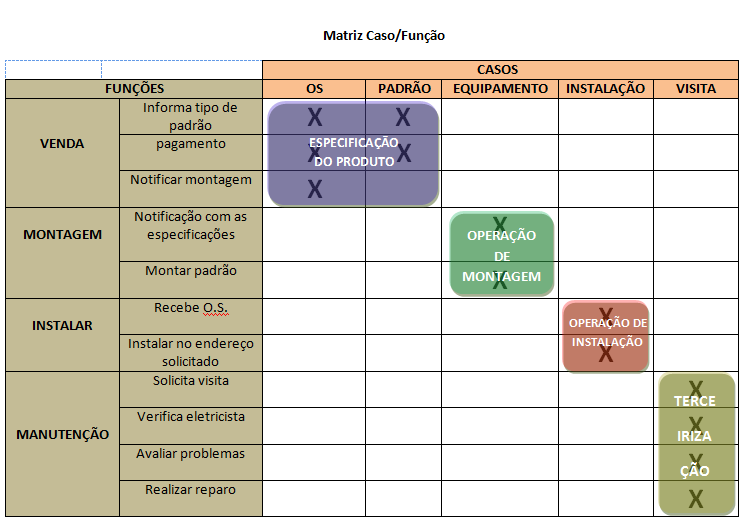 Matriz Caso/Função
CASOS
FUNÇÕES OS PADRÃO EQUIPAMENTO INSTALAÇÃO VISITA
VENDA
Informa tipo de
padrão
X X
pagamento
X X
Notificar montagem
X
ESPECIFICAÇÃO
DO PRODUTO
MONTAGEM
Notificação com as
especificações
X
Montar padrão
X
OPERAÇÃO
DE
MONTAGEM
INSTALAR
Recebe O.S.
X
Instalar no endereço
solicitado
X
OPERAÇÃO DE
INSTALAÇÃO
MANUTENÇÃO
Solicita visita
X
Verifica eletricista
X
Avaliar problemas
X
Realizar reparo
X
TERCE
IRIZA
ÇÃO